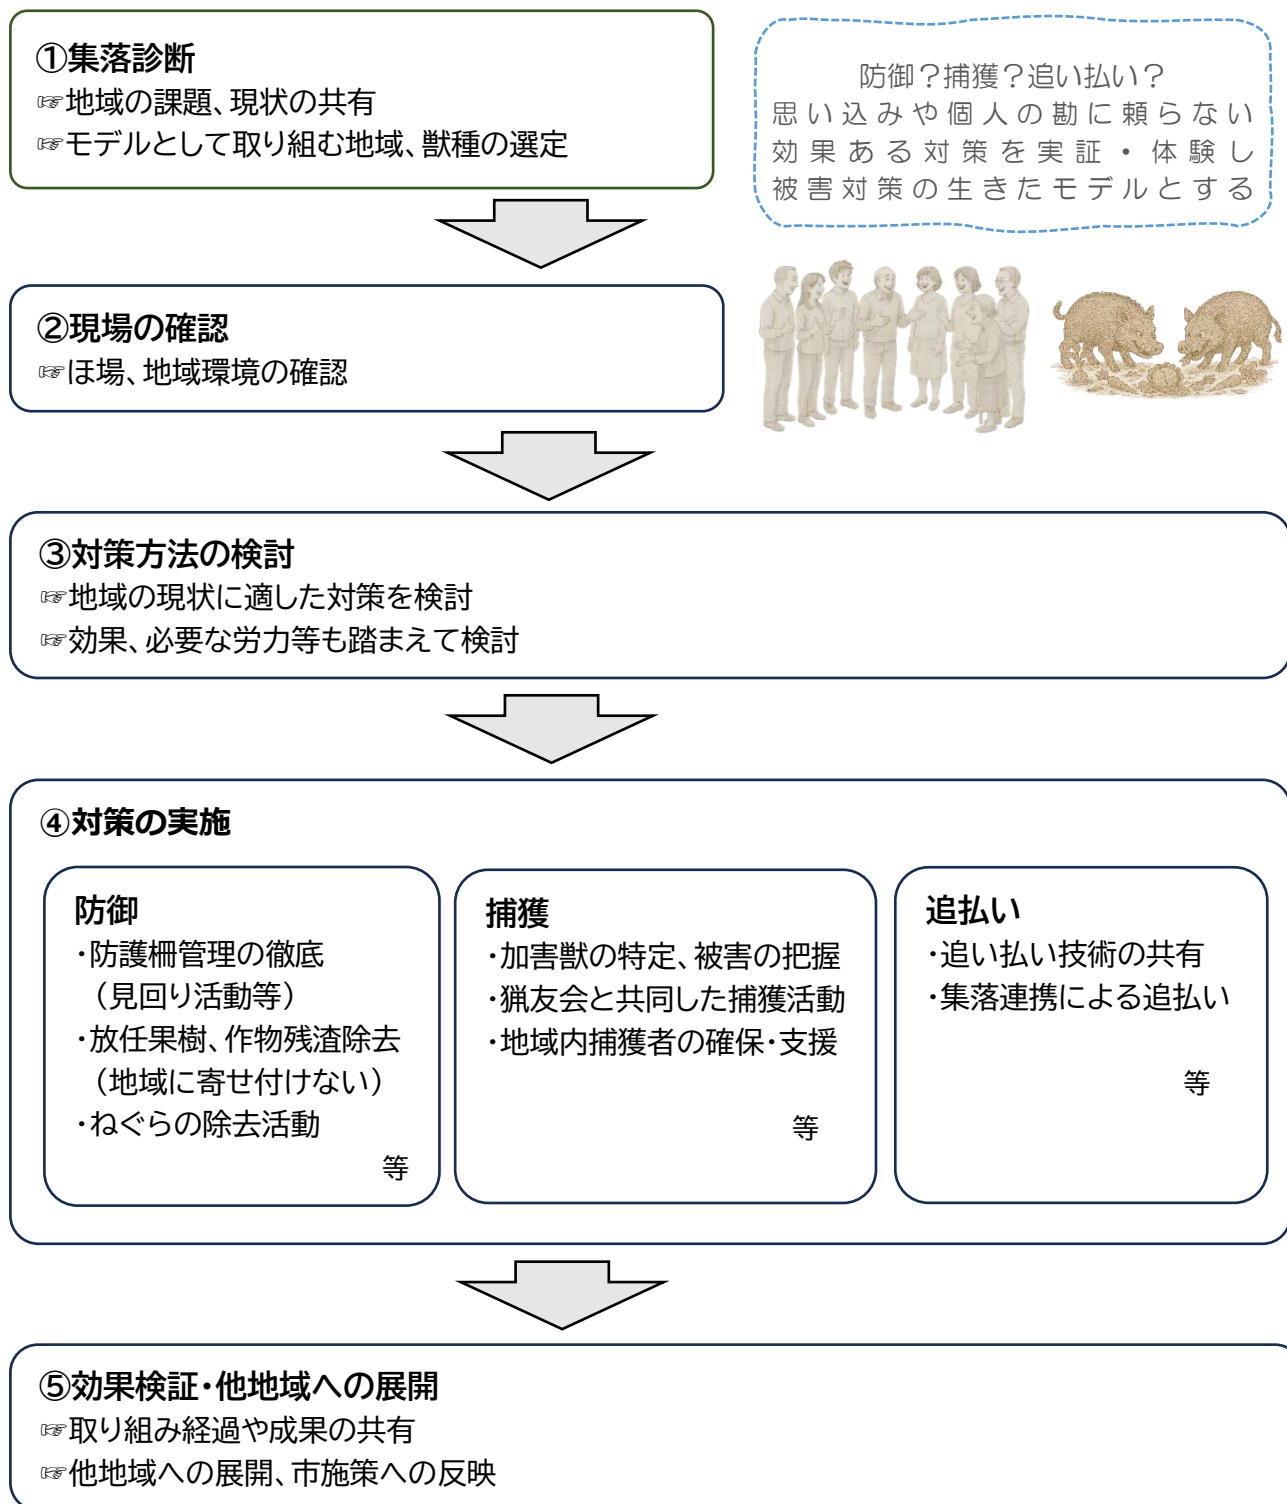 ①集落診断
☞地域の課題、現状の共有
☞モデルとして取り組む地域、獣種の選定
防御？捕獲？追い払い？
思い込みや個人の勘に頼らない
効果ある対策を実証・体験し
被害対策の生きたモデルとする
②現場の確認
☞ほ場、地域環境の確認
③対策方法の検討
☞地域の現状に適した対策を検討
☞効果、必要な労力等も踏まえて検討
④対策の実施
防御
・防護柵管理の徹底
（見回り活動等）
・放任果樹、作物残渣除去
（地域に寄せ付けない）
・ねぐらの除去活動
等
捕獲
・加害獣の特定、被害の把握
・猟友会と共同した捕獲活動
・地域内捕獲者の確保・支援
等
追払い
・追い払い技術の共有
・集落連携による追払い
等
⑤効果検証・他地域への展開
☞取り組み経過や成果の共有
☞他地域への展開、市施策への反映